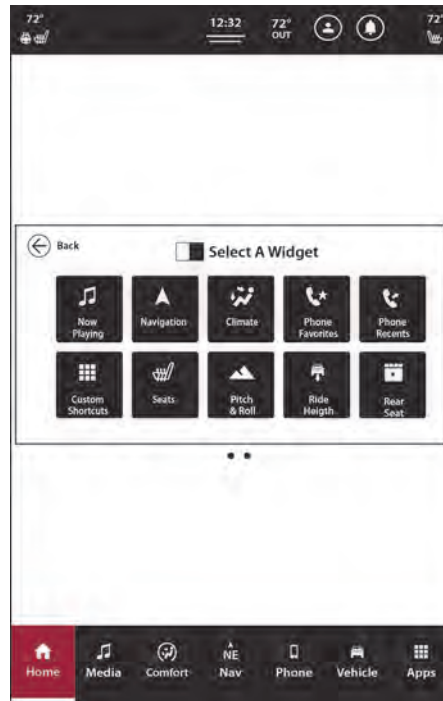 72°
12:32
72°
OUT
72°
Back
Select A Widget
Now
Playing
Navigation
Climate
Phone
Favorites
Phone
Recents
Custom
Shortcuts
Seats
Pitch
& Roll
Ride
Heigth
Rear
Seat
NE
Home
Media
Comfort
Nav
Phone
Vehicle
Apps